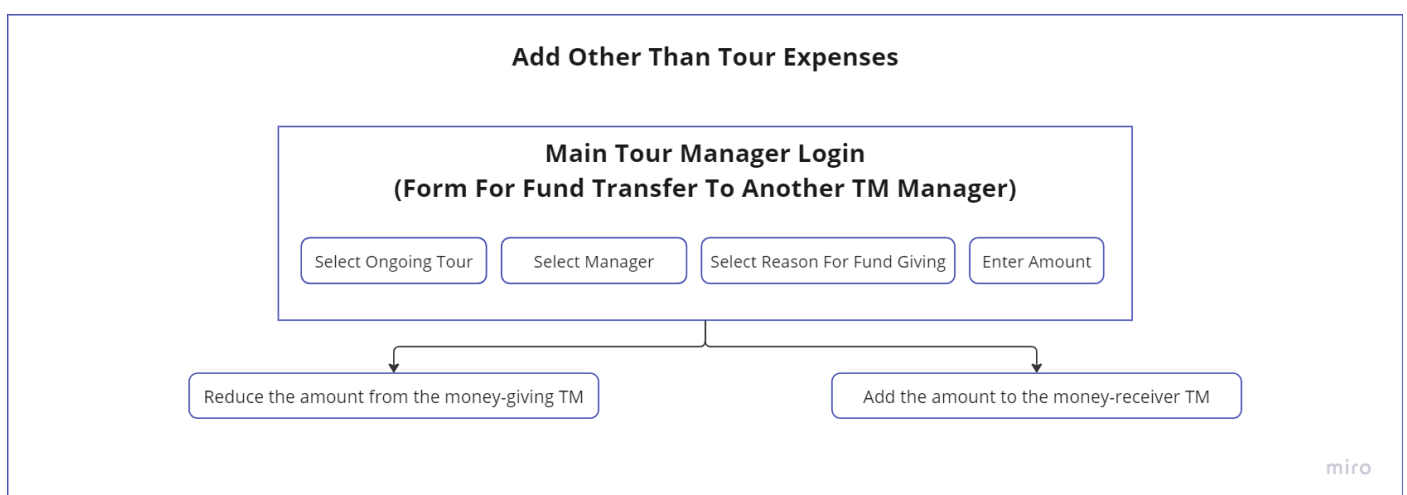 Add Other Than Tour Expenses
Main Tour Manager Login
(Form For Fund Transfer To Another TM Manager)
Select Ongoing Tour
Select Manager
Select Reason For Fund Giving
Enter Amount
Reduce the amount from the money-giving TM
Add the amount to the money-receiver TM
miro